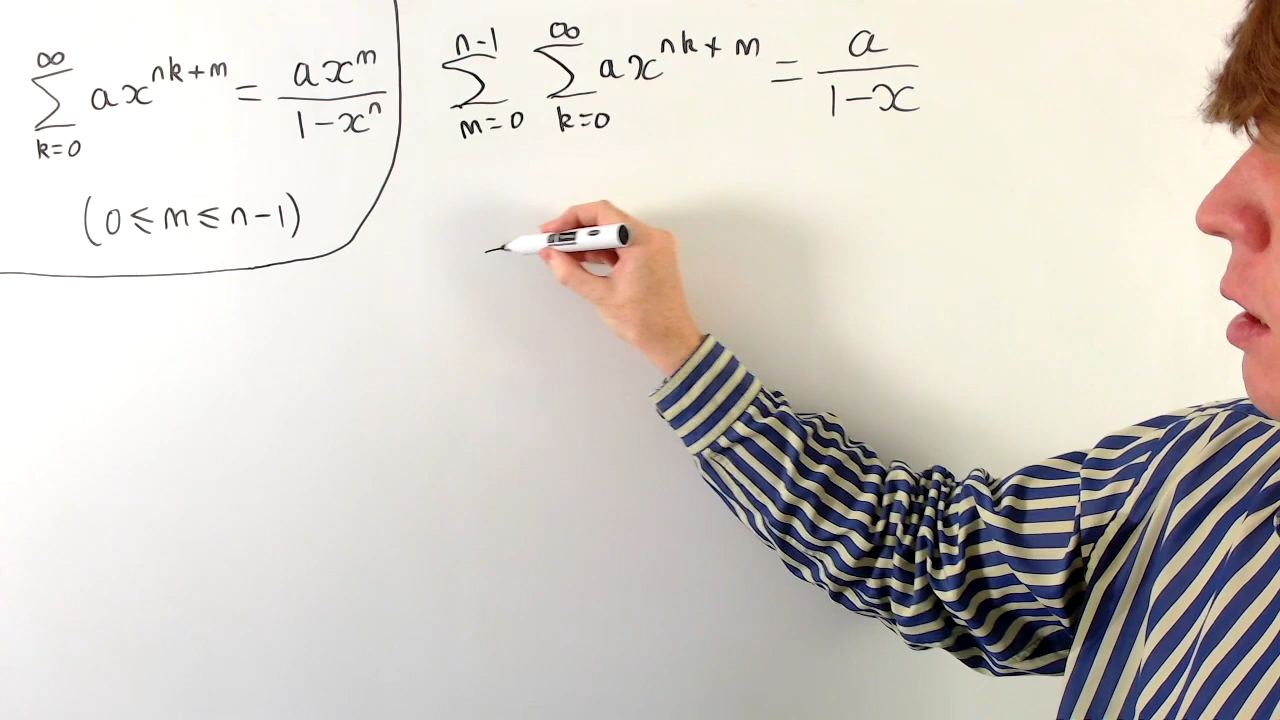 ∞∑k=0 ax^(nk+m) = ax^m/(1-x^n)
(0 ≤ m ≤ n-1)
n-1∑m=0 ∞∑k=0 ax^(nk+m) = a/(1-x)